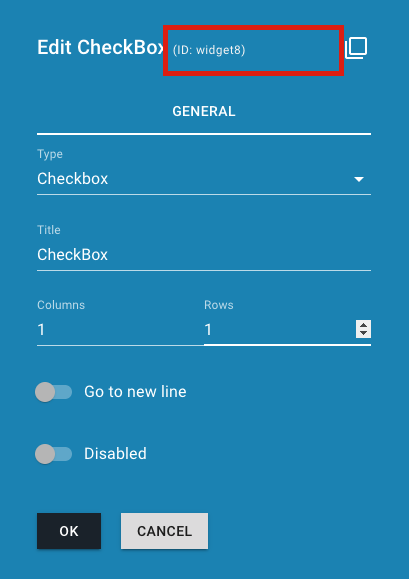 Edit CheckBox (ID: widget8)
GENERAL
Type
Checkbox
Title
CheckBox
Columns Rows
1 1
Go to new line
Disabled
OK CANCEL